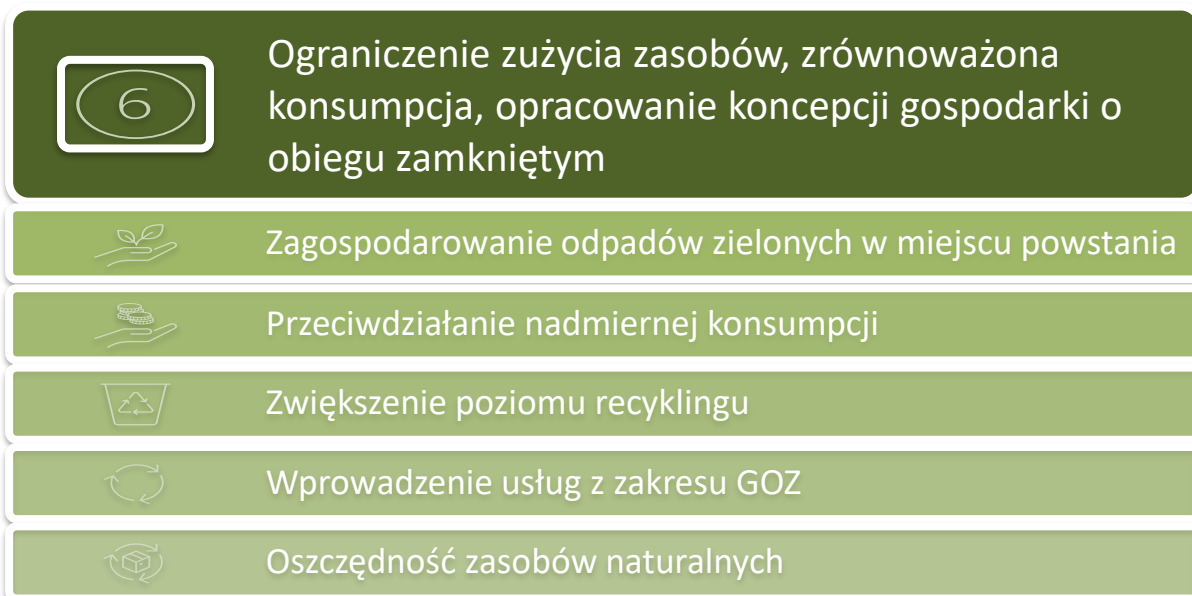 6
Ograniczenie zużycia zasobów, zrównoważona
konsumpcja, opracowanie koncepcji gospodarki o
obiegu zamkniętym
Zagospodarowanie odpadów zielonych w miejscu powstania
Przeciwdziałanie nadmiernej konsumpcji
Zwiększenie poziomu recyklingu
Wprowadzenie usług z zakresu GOZ
Oszczędność zasobów naturalnych